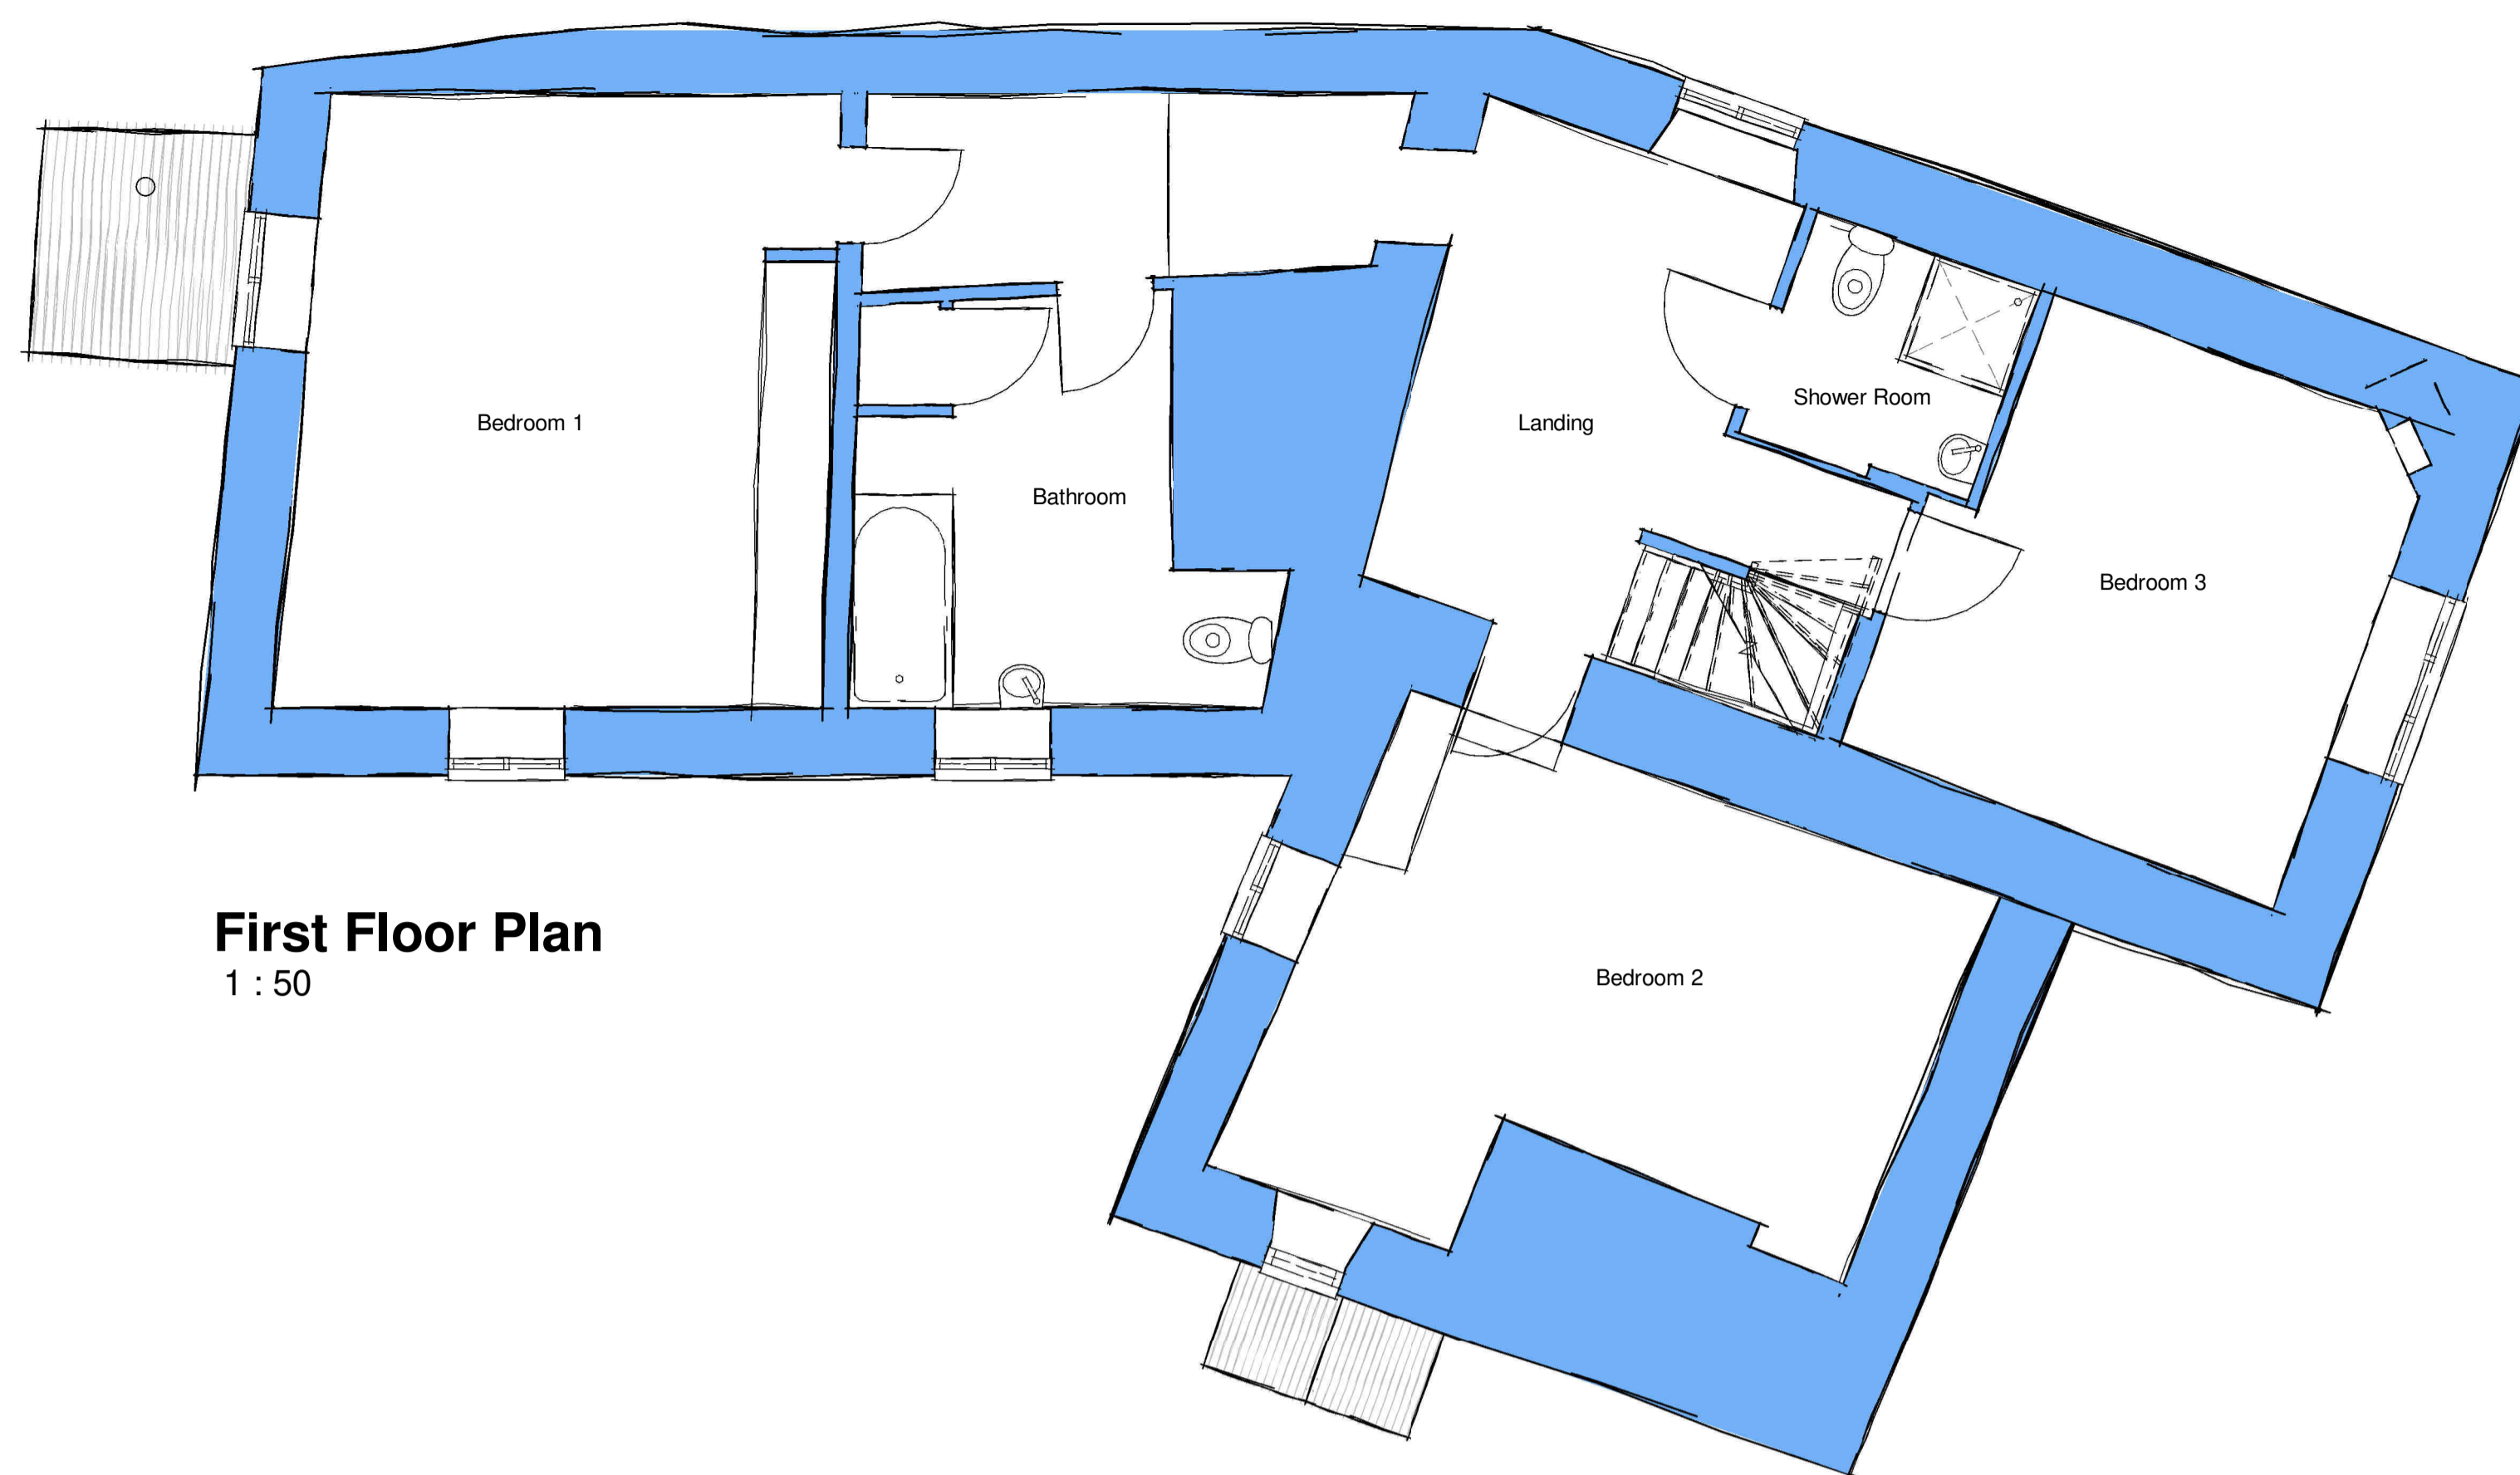 Bedroom 1
Bathroom
Landing
Shower Room
Bedroom 3
Bedroom 2
First Floor Plan
1 : 50